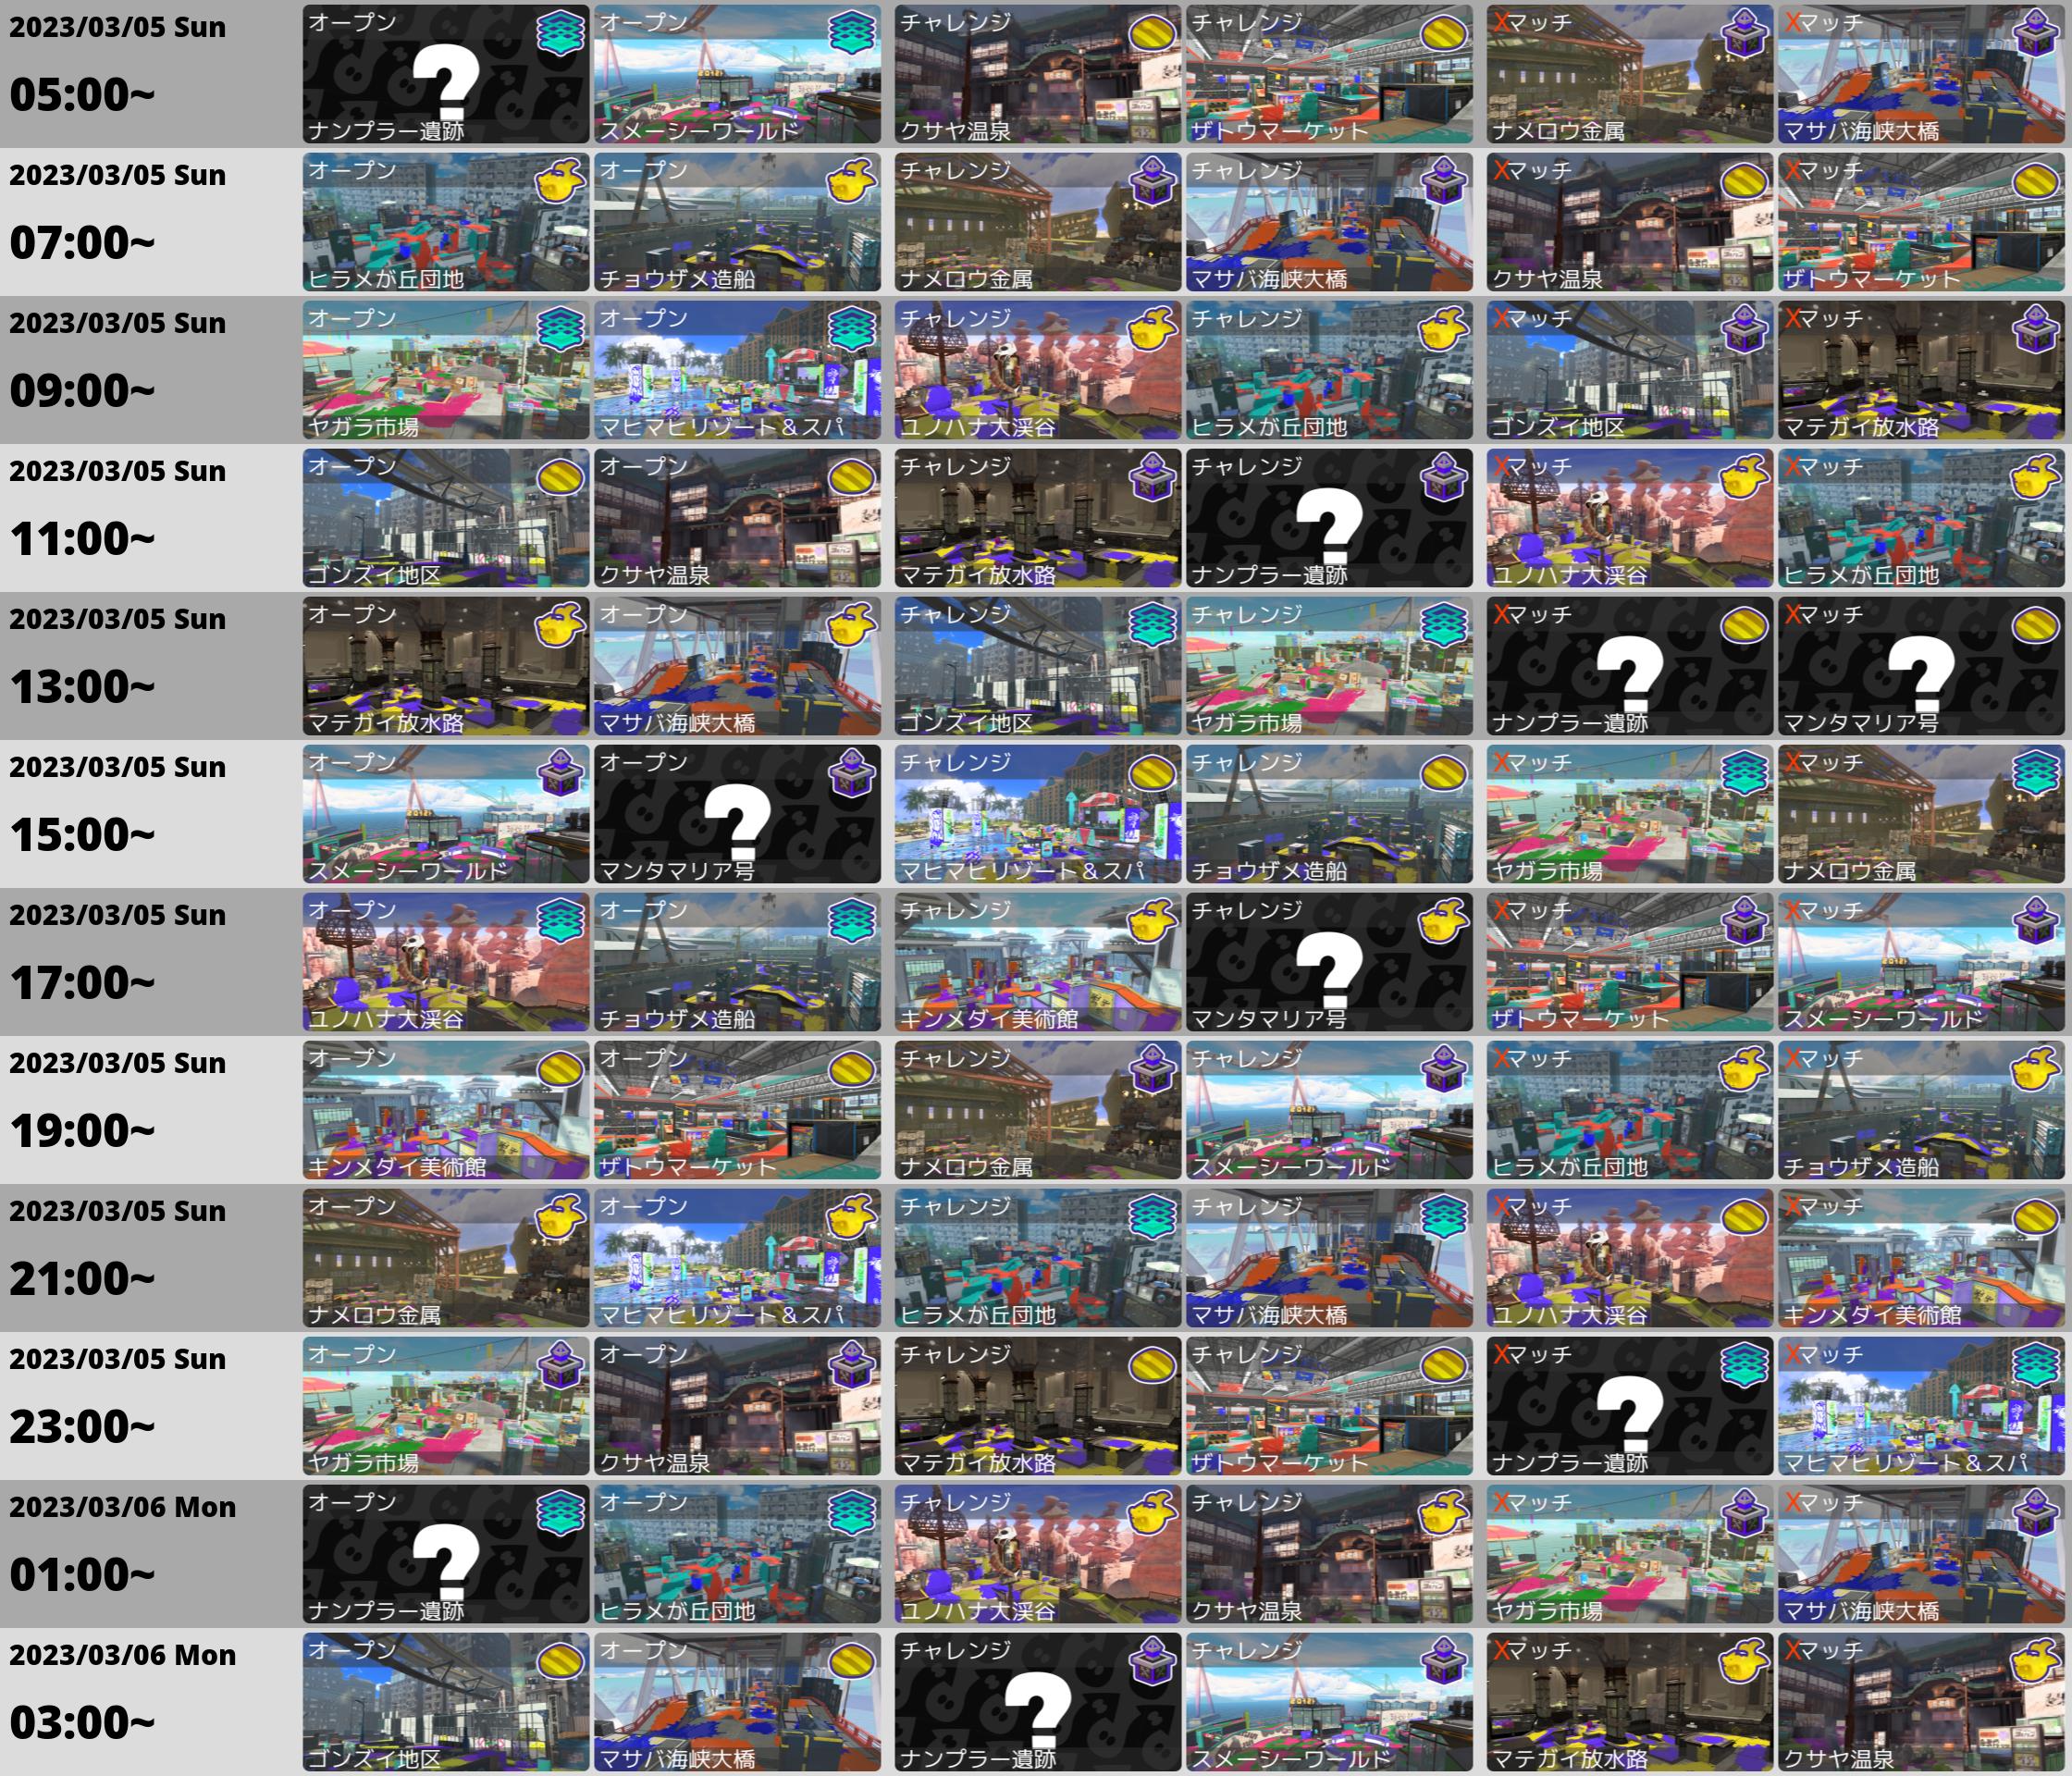 2023/03/05 Sun
05:00~
オープン オープン チャレンジ チャレンジ Xマッチ Xマッチ
ナンプラー遺跡 スメーシーワールド クサヤ温泉 ザトウマーケット ナメロウ金属 マサバ海峡大橋
2023/03/05 Sun
07:00~
オープン オープン チャレンジ チャレンジ Xマッチ Xマッチ
ヒラメが丘団地 チョウザメ造船 ナメロウ金属 マサバ海峡大橋 クサヤ温泉 ザトウマーケット
2023/03/05 Sun
09:00~
オープン オープン チャレンジ チャレンジ Xマッチ Xマッチ
ヤガラ市場 マヒマヒリゾート＆スパ ユノハナ大渓谷 ヒラメが丘団地 ゴンズイ地区 マテガイ放水路
2023/03/05 Sun
11:00~
オープン オープン チャレンジ チャレンジ Xマッチ Xマッチ
ゴンズイ地区 クサヤ温泉 マテガイ放水路 ナンプラー遺跡 ユノハナ大渓谷 ヒラメが丘団地
2023/03/05 Sun
13:00~
オープン オープン チャレンジ チャレンジ Xマッチ Xマッチ
マテガイ放水路 マサバ海峡大橋 ゴンズイ地区 ヤガラ市場 ナンプラー遺跡 マンタマリア号
2023/03/05 Sun
15:00~
オープン オープン チャレンジ チャレンジ Xマッチ Xマッチ
スメーシーワールド マンタマリア号 マヒマヒリゾート＆スパ チョウザメ造船 ヤガラ市場 ナメロウ金属
2023/03/05 Sun
17:00~
オープン オープン チャレンジ チャレンジ Xマッチ Xマッチ
ユノハナ大渓谷 チョウザメ造船 キンメダイ美術館 マンタマリア号 ザトウマーケット スメーシーワールド
2023/03/05 Sun
19:00~
オープン オープン チャレンジ チャレンジ Xマッチ Xマッチ
キンメダイ美術館 ザトウマーケット ナメロウ金属 スメーシーワールド ヒラメが丘団地 チョウザメ造船
2023/03/05 Sun
21:00~
オープン オープン チャレンジ チャレンジ Xマッチ Xマッチ
ナメロウ金属 マヒマヒリゾート＆スパ ヒラメが丘団地 マサバ海峡大橋 ユノハナ大渓谷 キンメダイ美術館
2023/03/05 Sun
23:00~
オープン オープン チャレンジ チャレンジ Xマッチ Xマッチ
ヤガラ市場 クサヤ温泉 マテガイ放水路 ザトウマーケット ナンプラー遺跡 マヒマヒリゾート＆スパ
2023/03/06 Mon
01:00~
オープン オープン チャレンジ チャレンジ Xマッチ Xマッチ
ナンプラー遺跡 ヒラメが丘団地 ユノハナ大渓谷 クサヤ温泉 ヤガラ市場 マサバ海峡大橋
2023/03/06 Mon
03:00~
オープン オープン チャレンジ チャレンジ Xマッチ Xマッチ
ゴンズイ地区 マサバ海峡大橋 ナンプラー遺跡 スメーシーワールド マテガイ放水路 クサヤ温泉